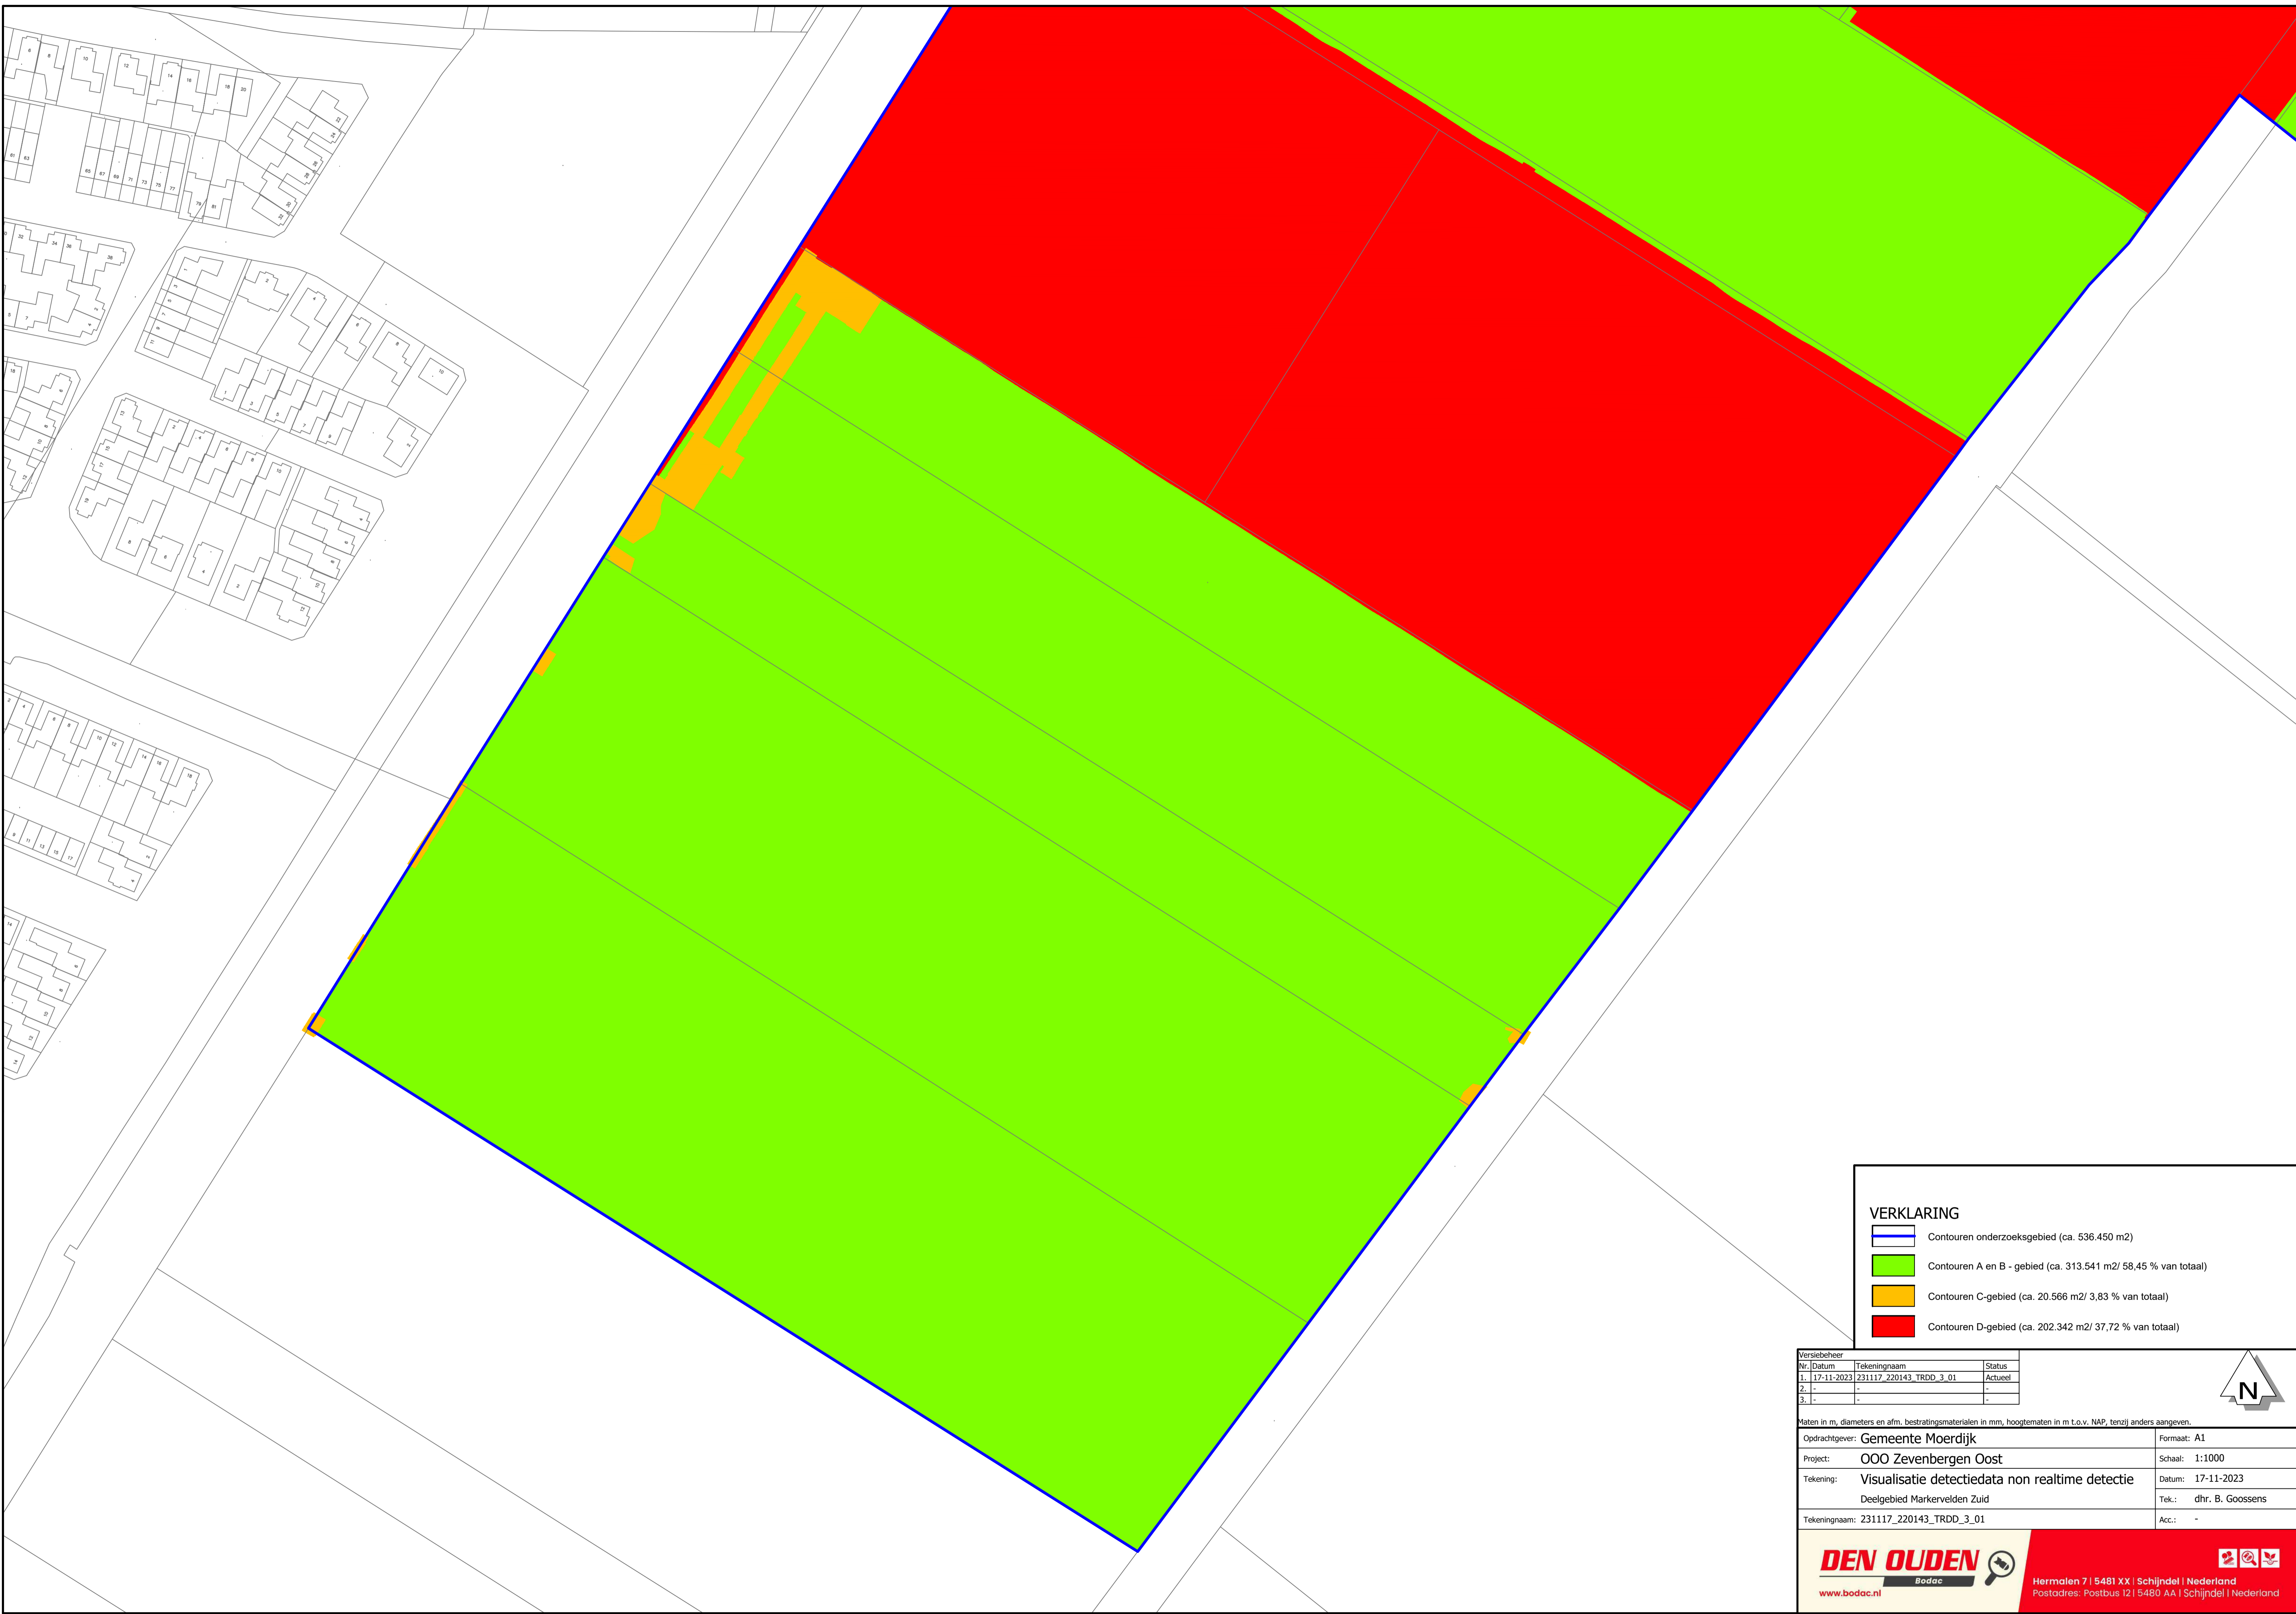 VERKLARING
Contouren onderzoeksgebied (ca. 536.450 m2)
Contouren A en B - gebied (ca. 313.541 m2/ 58,45 % van totaal)
Contouren C-gebied (ca. 20.566 m2/ 3,83 % van totaal)
Contouren D-gebied (ca. 202.342 m2/ 37,72 % van totaal)
Versiebeheer
Nr. Datum Tekeningnaam Status
1. 17-11-2023 231117_220143_TRDD_3_01 Actueel
2. - - -
3. - - -
N
Maten in m, diameters en afm. bestratingsmaterialen in mm, hoogtematen in m t.o.v. NAP, tenzij anders aangeven.
Opdrachtgever: Gemeente Moerdijk Formaat: A1
Project: OOO Zevenbergen Oost Schaal: 1:1000
Tekening: Visualisatie detectiedata non realtime detectie Datum: 17-11-2023
Deelgebied Markervelden Zuid Tek.: dhr. B. Goossens
Tekeningnaam: 231117_220143_TRDD_3_01 Acc.: -
DEN OUDEN
Bodac
www.bodac.nl
Hermalen 7 | 5481 XX | Schijndel | Nederland
Postadres: Postbus 12 | 5480 AA | Schijndel | Nederland